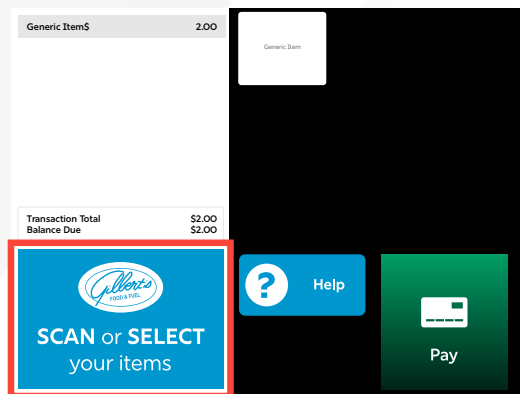 Generic Item$ 2.00
Generic Item
Transaction Total $2.00
Balance Due $2.00
Gilbert's
FOOD & FUEL
SCAN or SELECT
your items
? Help
Pay